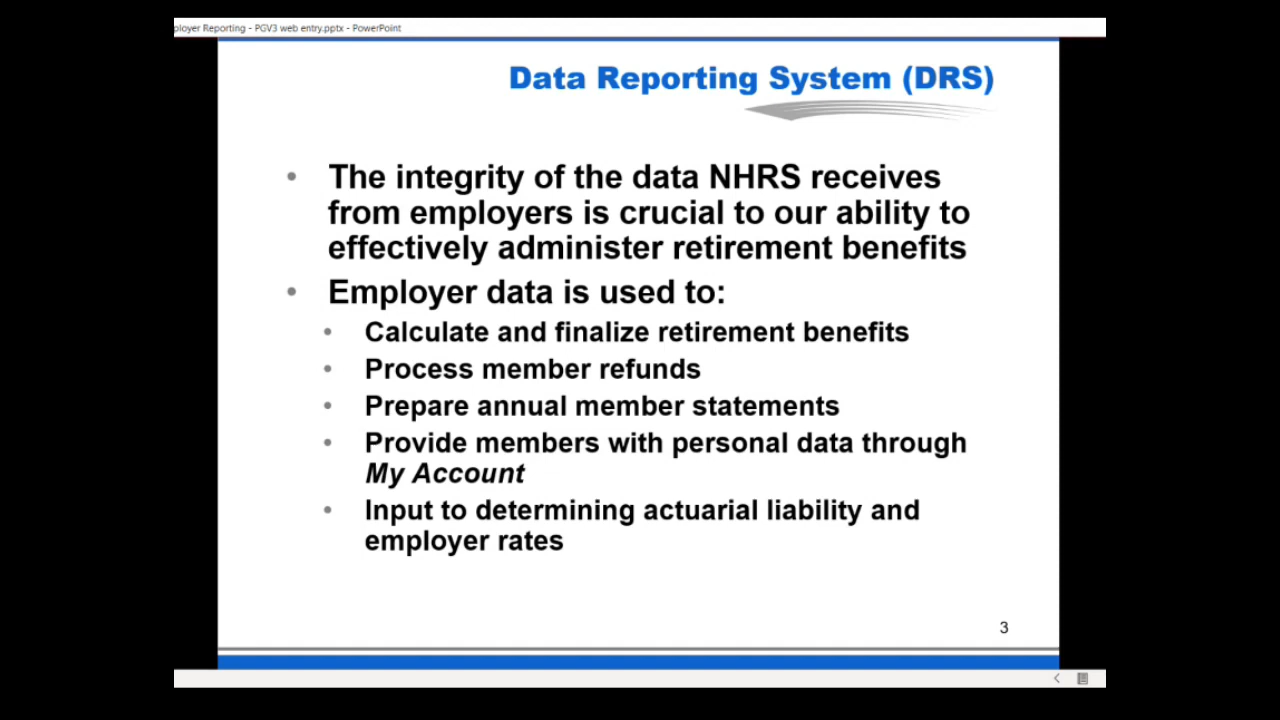 ployer Reporting - PGV3 web entry.pptx - PowerPoint
Data Reporting System (DRS)
• The integrity of the data NHRS receives
from employers is crucial to our ability to
effectively administer retirement benefits
• Employer data is used to:
• Calculate and finalize retirement benefits
• Process member refunds
• Prepare annual member statements
• Provide members with personal data through
My Account
• Input to determining actuarial liability and
employer rates
3